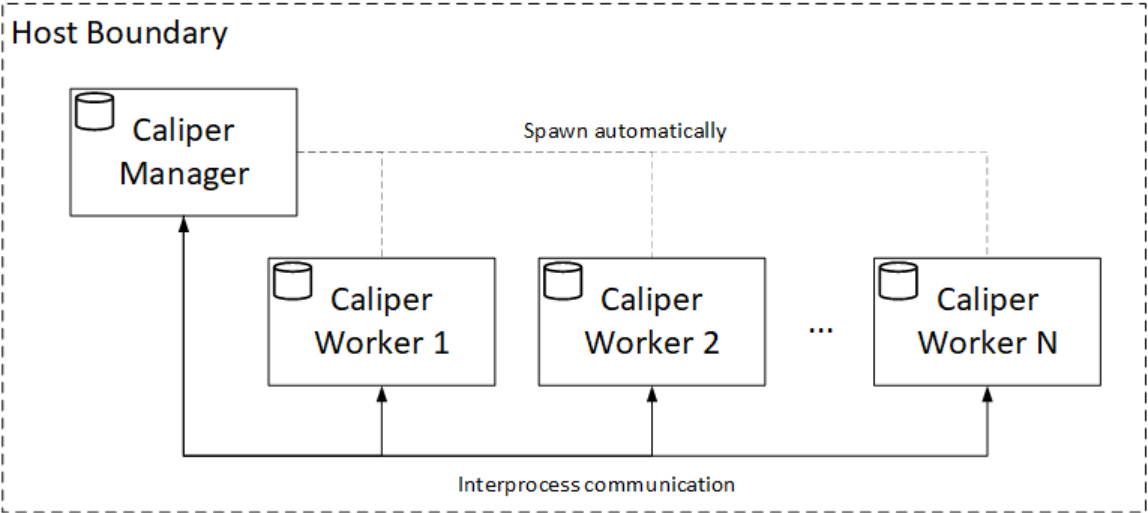 Host Boundary
Caliper
Manager
Spawn automatically
Caliper
Worker 1
Caliper
Worker 2
...
Caliper
Worker N
Interprocess communication